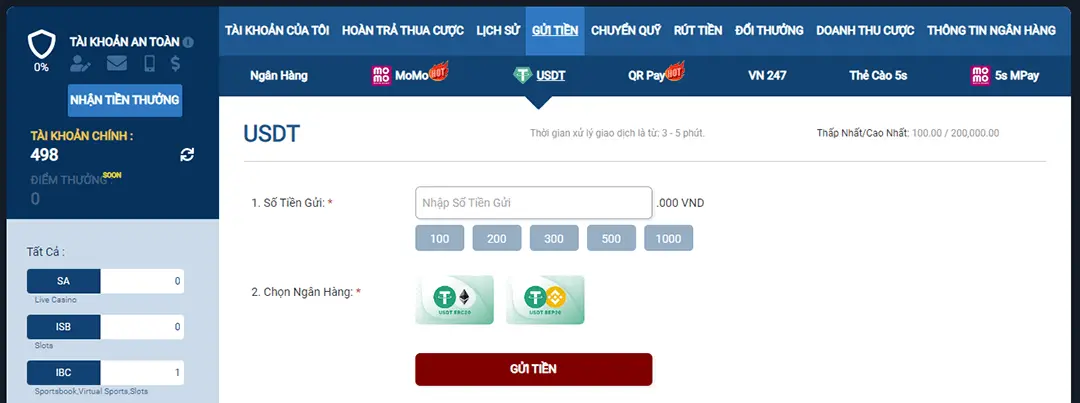 TÀI KHOẢN AN TOÀN
0%
NHẬN TIỀN THƯỞNG
TÀI KHOẢN CHÍNH :
498
ĐIỂM THƯỞNG :
SOON
0
Tất Cả :
SA 0
Live Casino
ISB 0
Slots
IBC 1
Sportsbook,Virtual Sports,Slots
TÀI KHOẢN CỦA TÔI HOÀN TRẢ THUA CƯỢC LỊCH SỬ GỬI TIỀN CHUYỂN QUỸ RÚT TIỀN ĐỔI THƯỞNG DOANH THU CƯỢC THÔNG TIN NGÂN HÀNG
Ngân Hàng mo mo MoMo HOT USDT QR Pay HOT VN 247 Thẻ Cào 5s mo mo 5s MPay
USDT Thời gian xử lý giao dịch là từ: 3 - 5 phút. Thấp Nhất/Cao Nhất: 100.00 / 200,000.00
1. Số Tiền Gửi: * Nhập Số Tiền Gửi .000 VND
100 200 300 500 1000
2. Chọn Ngân Hàng: *
USDT ERC20 USDT BEP20
GỬI TIỀN